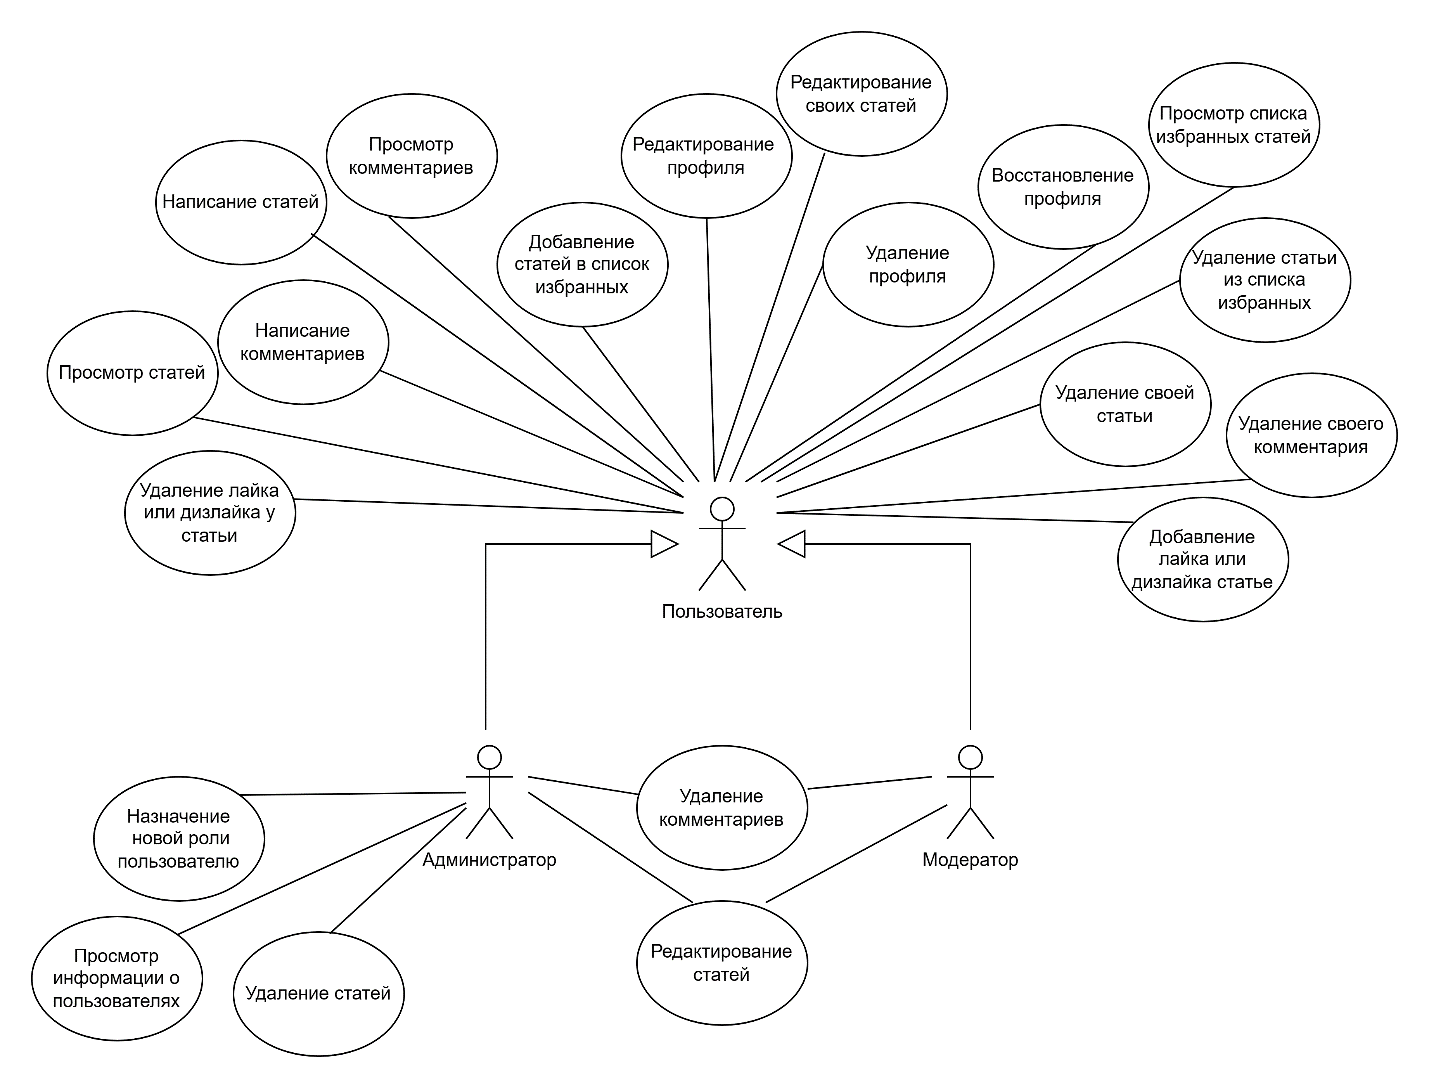 Редактирование
своих статей
Просмотр списка
избранных статей
Просмотр
комментариев
Редактирование
профиля
Восстановление
профиля
Написание статей
Добавление
статей в список
избранных
Удаление
профиля
Удаление статьи
из списка
избранных
Написание
комментариев
Просмотр статей
Удаление своей
статьи
Удаление своего
комментария
Удаление лайка
или дизлайка у
статьи
Добавление
лайка или
дизлайка статье
Пользователь
Удаление
комментариев
Назначение
новой роли
пользователю
Администратор
Модератор
Просмотр
информации о
пользователях
Удаление статей
Редактирование
статей